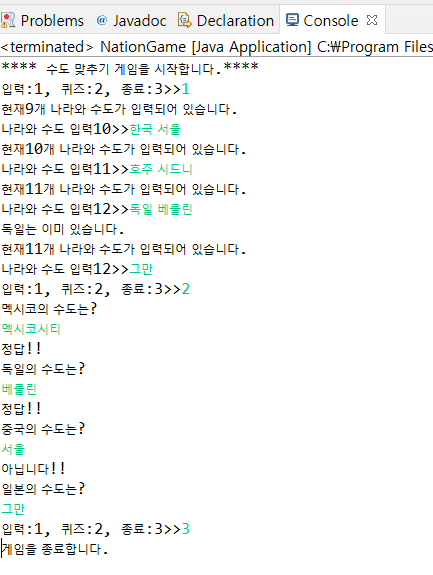 Problems @ Javadoc Declaration Console
<terminated> NationGame [Java Application] C:₩Program Files
**** 수도 맞추기 게임을 시작합니다.****
입력:1, 퀴즈:2, 종료:3>>1
현재9개 나라와 수도가 입력되어 있습니다.
나라와 수도 입력10>>한국 서울
현재10개 나라와 수도가 입력되어 있습니다.
나라와 수도 입력11>>호주 시드니
현재11개 나라와 수도가 입력되어 있습니다.
나라와 수도 입력12>>독일 베를린
독일는 이미 있습니다.
현재11개 나라와 수도가 입력되어 있습니다.
나라와 수도 입력12>>그만
입력:1, 퀴즈:2, 종료:3>>2
멕시코의 수도는?
멕시코시티
정답!!
독일의 수도는?
베를린
정답!!
중국의 수도는?
서울
아닙니다!!
일본의 수도는?
그만
입력:1, 퀴즈:2, 종료:3>>3
게임을 종료합니다.